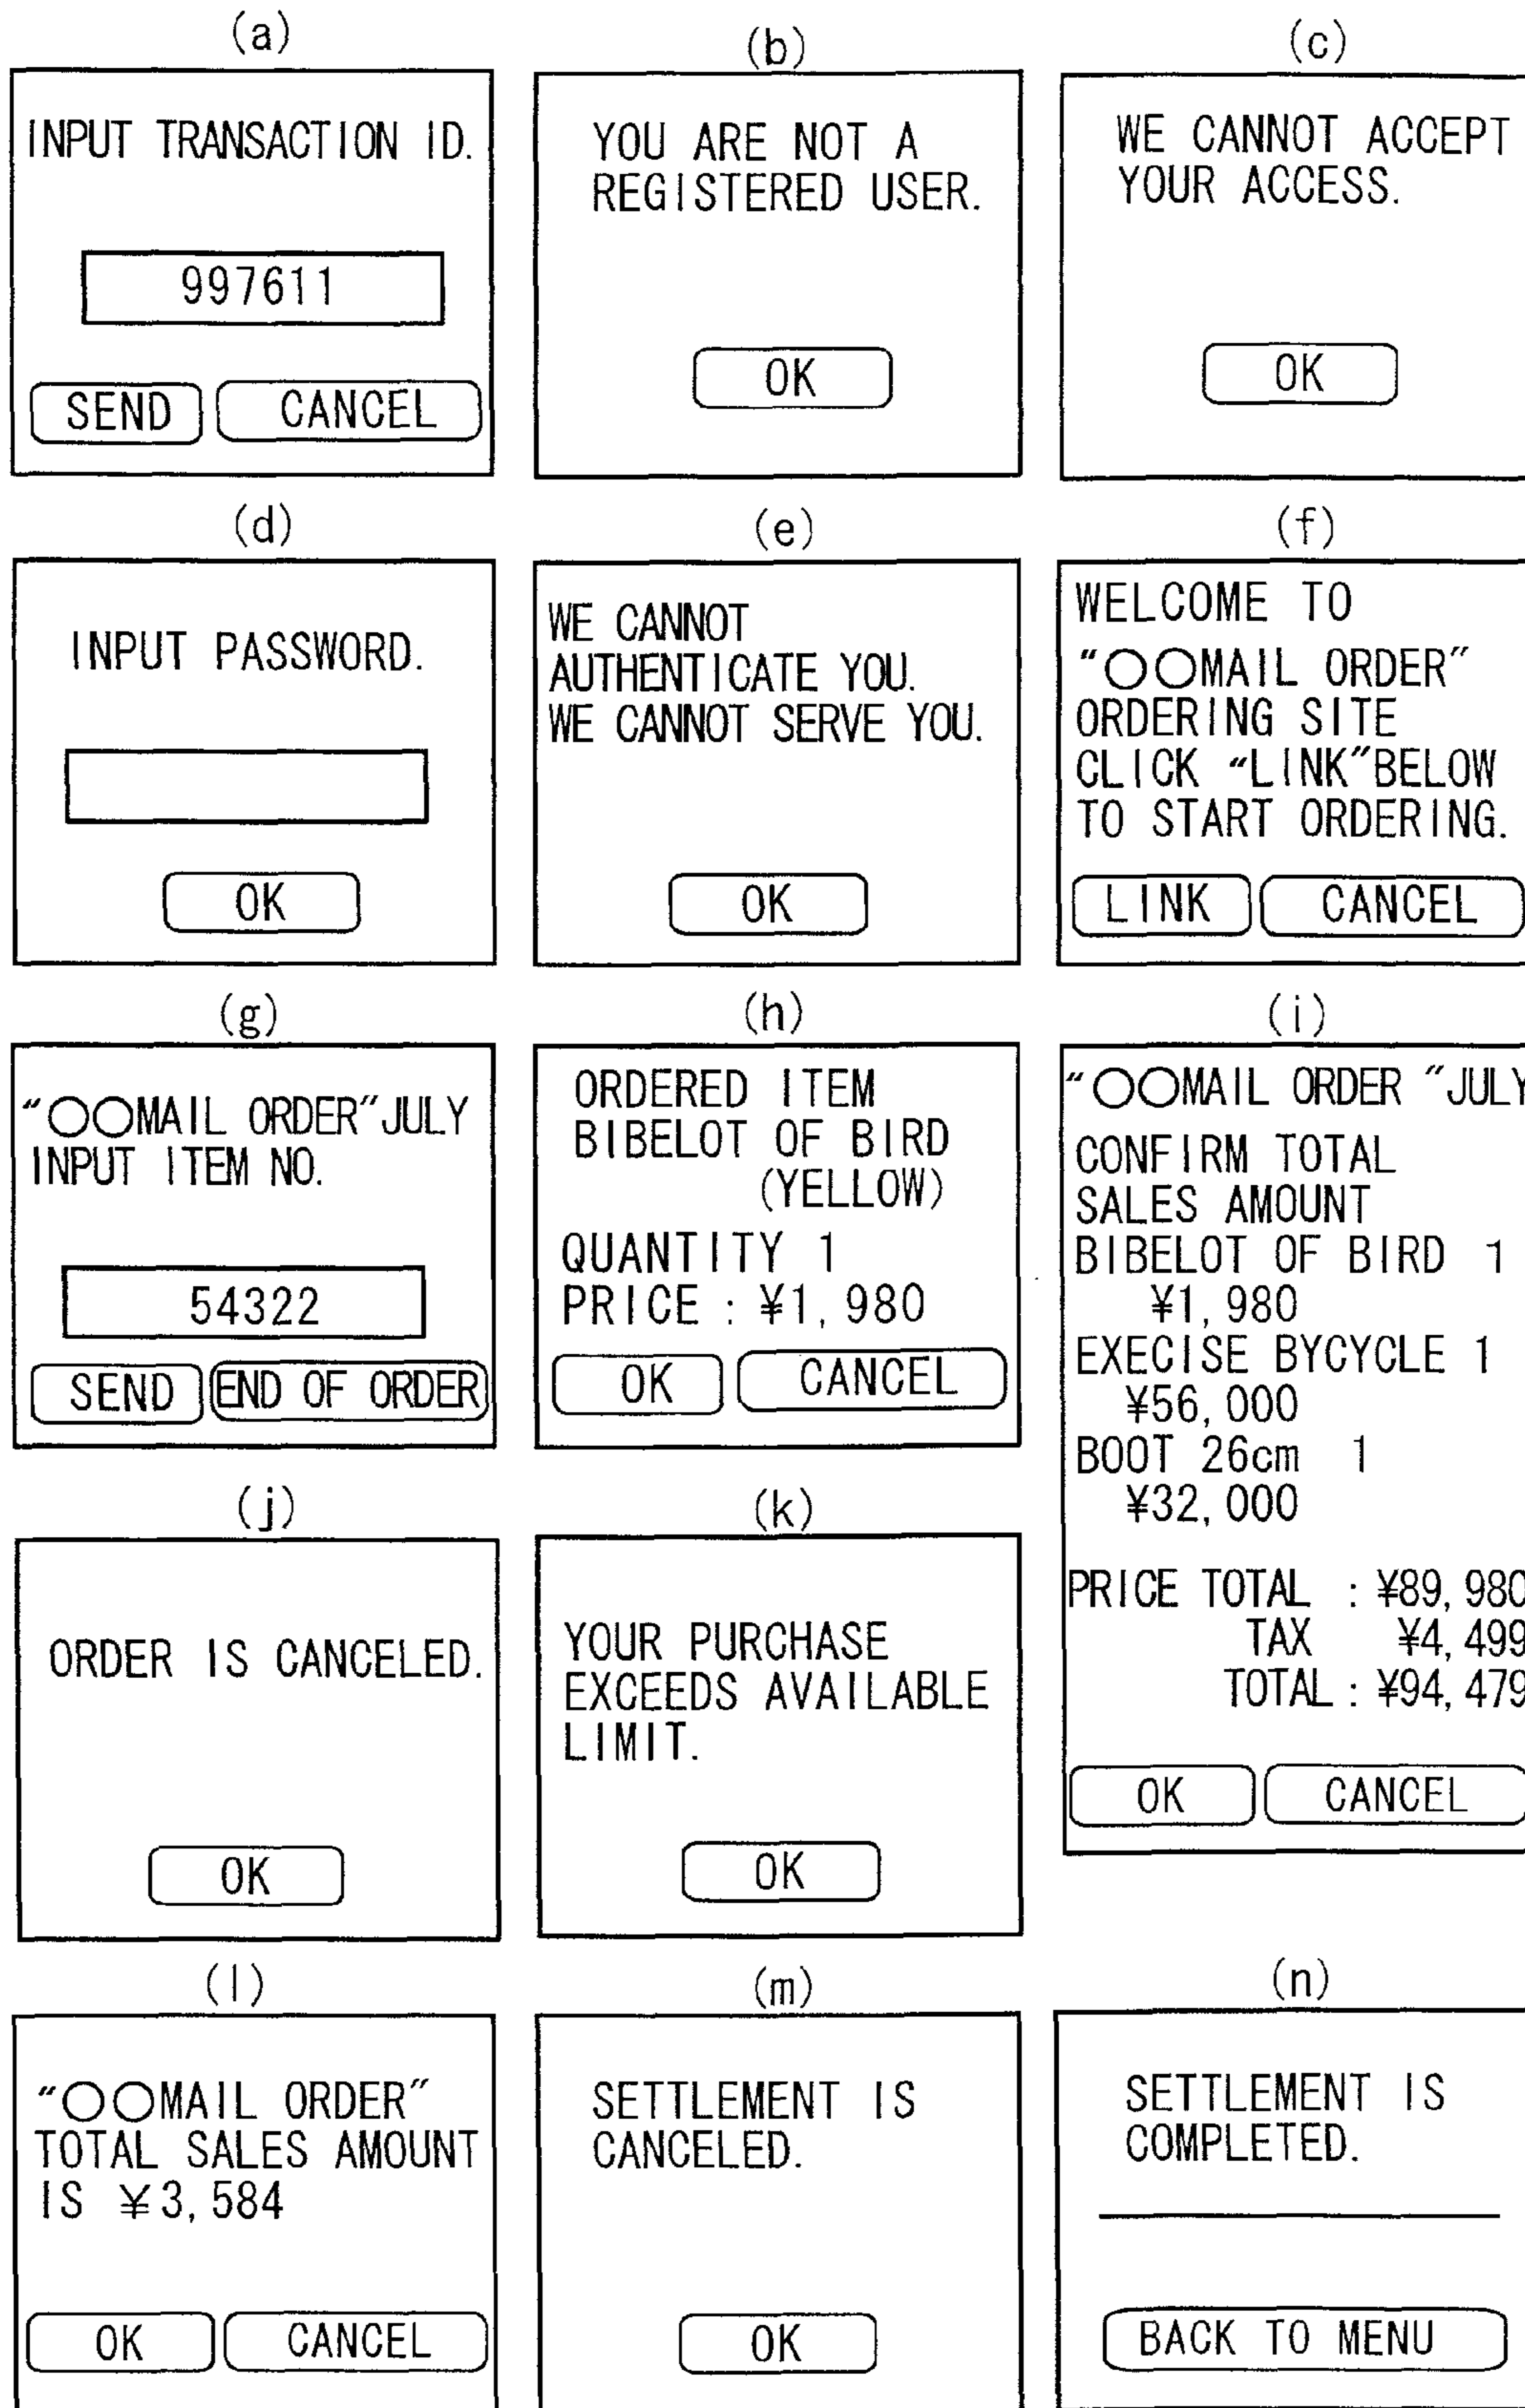 (a)
INPUT TRANSACTION ID.
997611
SEND CANCEL
(b)
YOU ARE NOT A
REGISTERED USER.
OK
(c)
WE CANNOT ACCEPT
YOUR ACCESS.
OK
(d)
INPUT PASSWORD.
OK
(e)
WE CANNOT
AUTHENTICATE YOU.
WE CANNOT SERVE YOU.
OK
(f)
WELCOME TO
“○○MAIL ORDER”
ORDERING SITE
CLICK “LINK”BELOW
TO START ORDERING.
LINK CANCEL
(g)
“○○MAIL ORDER”JULY
INPUT ITEM NO.
54322
SEND END OF ORDER
(h)
ORDERED ITEM
BIBELOT OF BIRD
(YELLOW)
QUANTITY 1
PRICE : ¥1, 980
OK CANCEL
(i)
“○○MAIL ORDER ”JULY
CONFIRM TOTAL
SALES AMOUNT
BIBELOT OF BIRD 1
¥1, 980
EXECISE BYCYCLE 1
¥56, 000
BOOT 26cm 1
¥32, 000
PRICE TOTAL : ¥89, 980
TAX ¥4, 499
TOTAL : ¥94, 479
OK CANCEL
(j)
ORDER IS CANCELED.
OK
(k)
YOUR PURCHASE
EXCEEDS AVAILABLE
LIMIT.
OK
(l)
“○○MAIL ORDER”
TOTAL SALES AMOUNT
IS ¥3, 584
OK CANCEL
(m)
SETTLEMENT IS
CANCELED.
OK
(n)
SETTLEMENT IS
COMPLETED.
BACK TO MENU